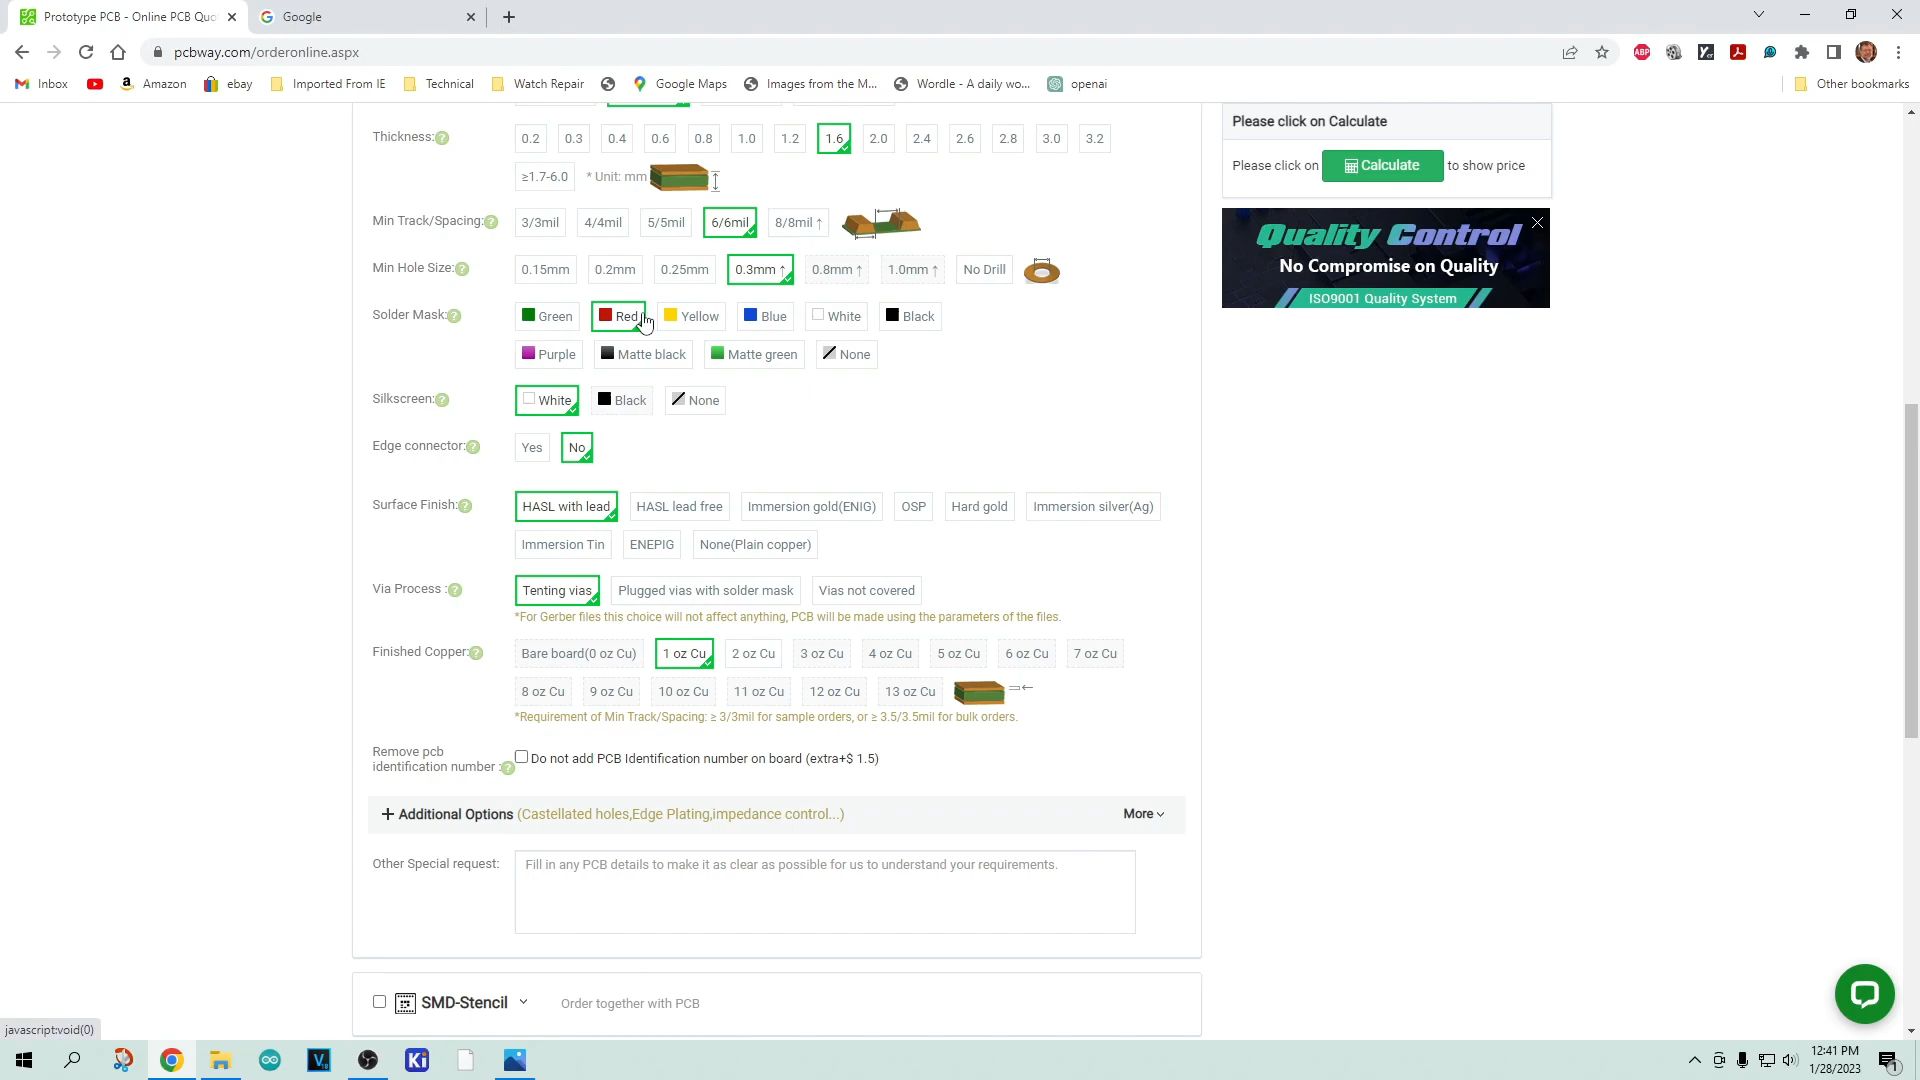 Prototype PCB - Online PCB Quo
Google
pcbway.com/orderonline.aspx
ABP
Inbox
Amazon
ebay
Imported From IE
Technical
Watch Repair
Google Maps
Images from the M...
Wordle - A daily wo...
openai
Other bookmarks
Thickness:?
0.2 0.3 0.4 0.6 0.8 1.0 1.2 1.6 2.0 2.4 2.6 2.8 3.0 3.2
≥1.7-6.0 * Unit: mm
Min Track/Spacing:?
3/3mil 4/4mil 5/5mil 6/6mil 8/8mil ↑
Min Hole Size:?
0.15mm 0.2mm 0.25mm 0.3mm ↑ 0.8mm ↑ 1.0mm ↑ No Drill
Solder Mask:?
Green Red Yellow Blue White Black
Purple Matte black Matte green None
Silkscreen:?
White Black None
Edge connector:?
Yes No
Surface Finish:?
HASL with lead HASL lead free Immersion gold(ENIG) OSP Hard gold Immersion silver(Ag)
Immersion Tin ENEPIG None(Plain copper)
Via Process :?
Tenting vias Plugged vias with solder mask Vias not covered
*For Gerber files this choice will not affect anything, PCB will be made using the parameters of the files.
Finished Copper:?
Bare board(0 oz Cu) 1 oz Cu 2 oz Cu 3 oz Cu 4 oz Cu 5 oz Cu 6 oz Cu 7 oz Cu
8 oz Cu 9 oz Cu 10 oz Cu 11 oz Cu 12 oz Cu 13 oz Cu
*Requirement of Min Track/Spacing: ≥ 3/3mil for sample orders, or ≥ 3.5/3.5mil for bulk orders.
Remove pcb
identification number :?
Do not add PCB Identification number on board (extra+$ 1.5)
+ Additional Options (Castellated holes,Edge Plating,impedance control...)
More
Other Special request:
Fill in any PCB details to make it as clear as possible for us to understand your requirements.
SMD-Stencil
Order together with PCB
Please click on Calculate
Please click on Calculate to show price
Quality Control
No Compromise on Quality
ISO9001 Quality System
javascript:void(0)
Ki
12:41 PM
1/28/2023
1